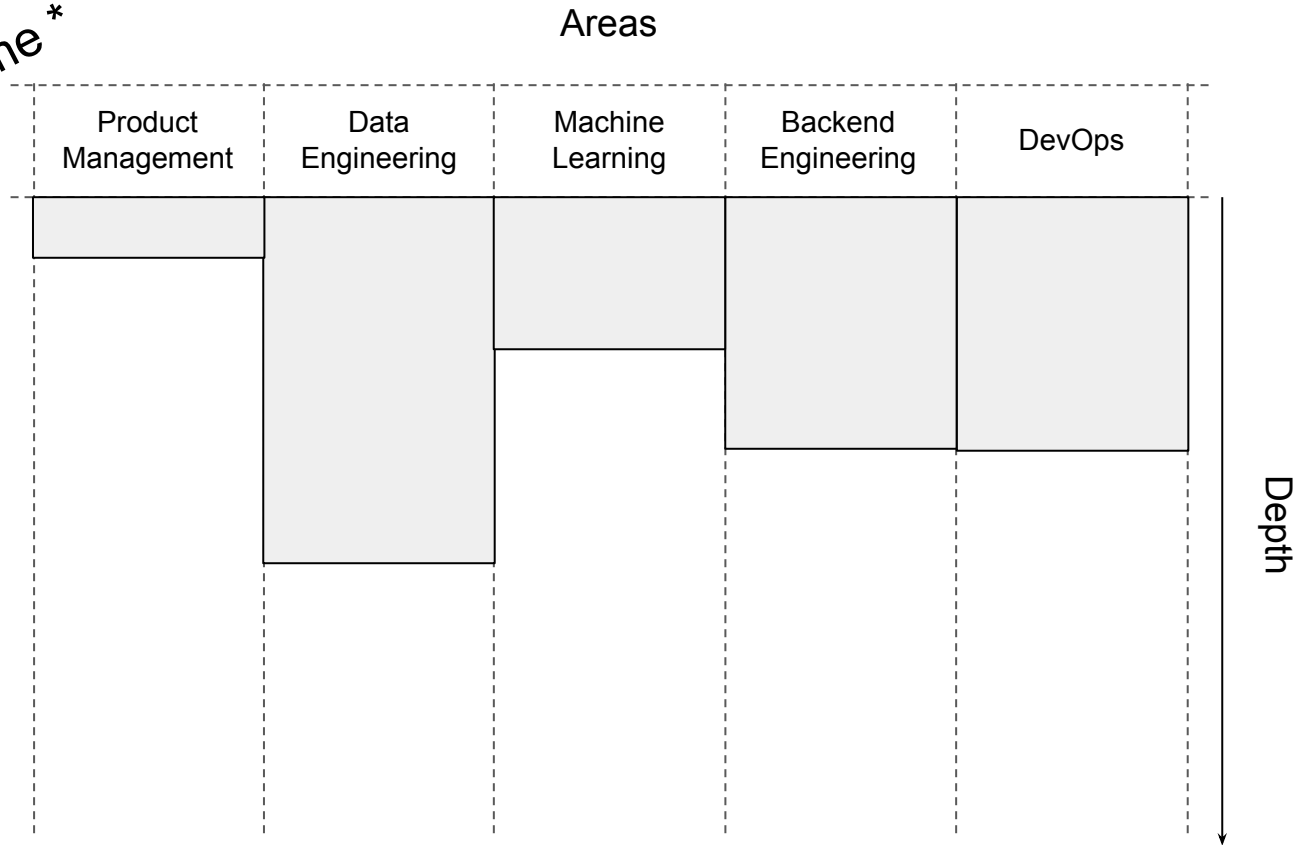 Areas
Product
Management
Data
Engineering
Machine
Learning
Backend
Engineering
DevOps
Depth